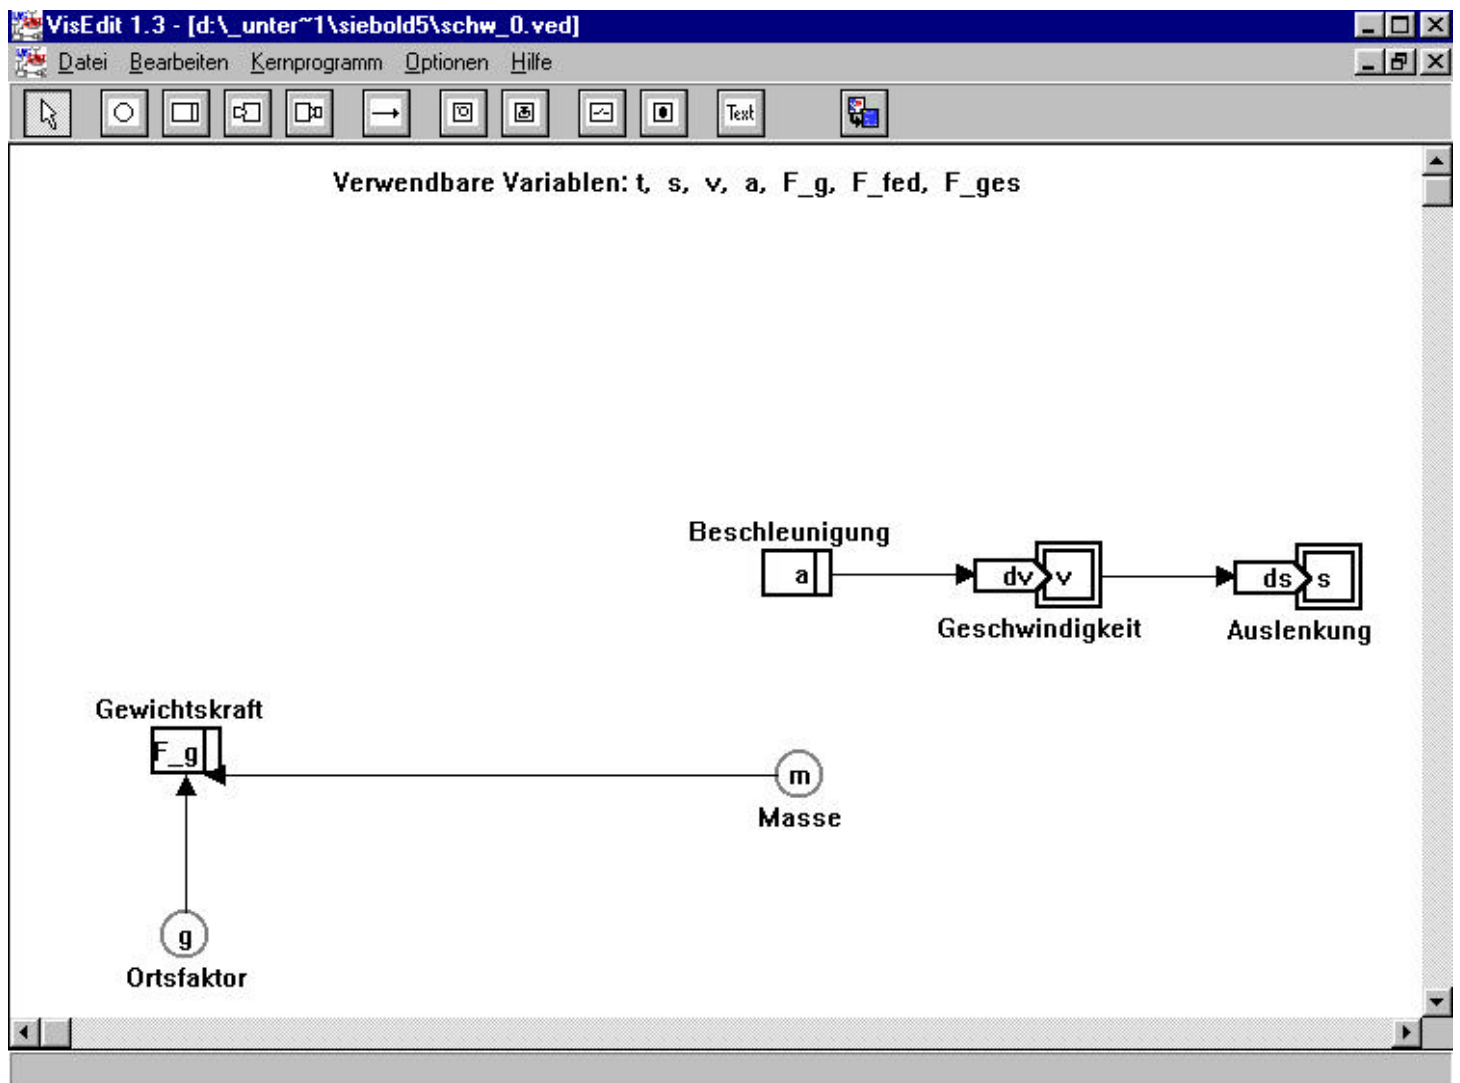 VisEdit 1.3 - [d:\_unter~1\siebold5\schw_0.ved]
Datei Bearbeiten Kernprogramm Optionen Hilfe
Text
Verwendbare Variablen: t, s, v, a, F_g, F_fed, F_ges
Beschleunigung
a
dv v
ds s
Geschwindigkeit
Auslenkung
Gewichtskraft
F_g
m
Masse
g
Ortsfaktor